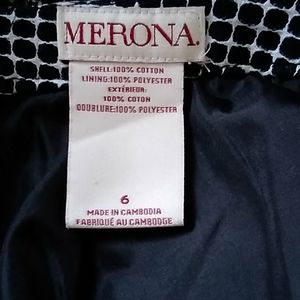 MERONA.
SHELL:100% COTTON
LINING:100% POLYESTER
EXTÉRIEUR:
100% COTON
DOUBLURE:100% POLYESTER
6
MADE IN CAMBODIA
FABRIQUÉ AU CAMBODGE